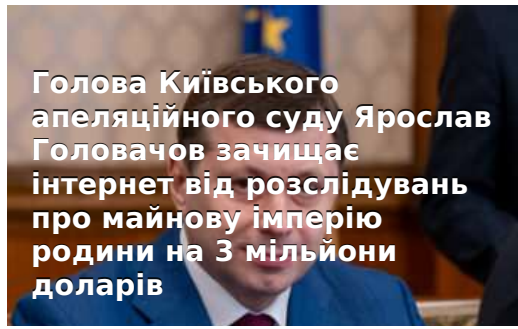 Голова Київського
апеляційного суду Ярослав
Головачов зачищає
інтернет від розслідувань
про майнову імперію
родини на 3 мільйони
доларів